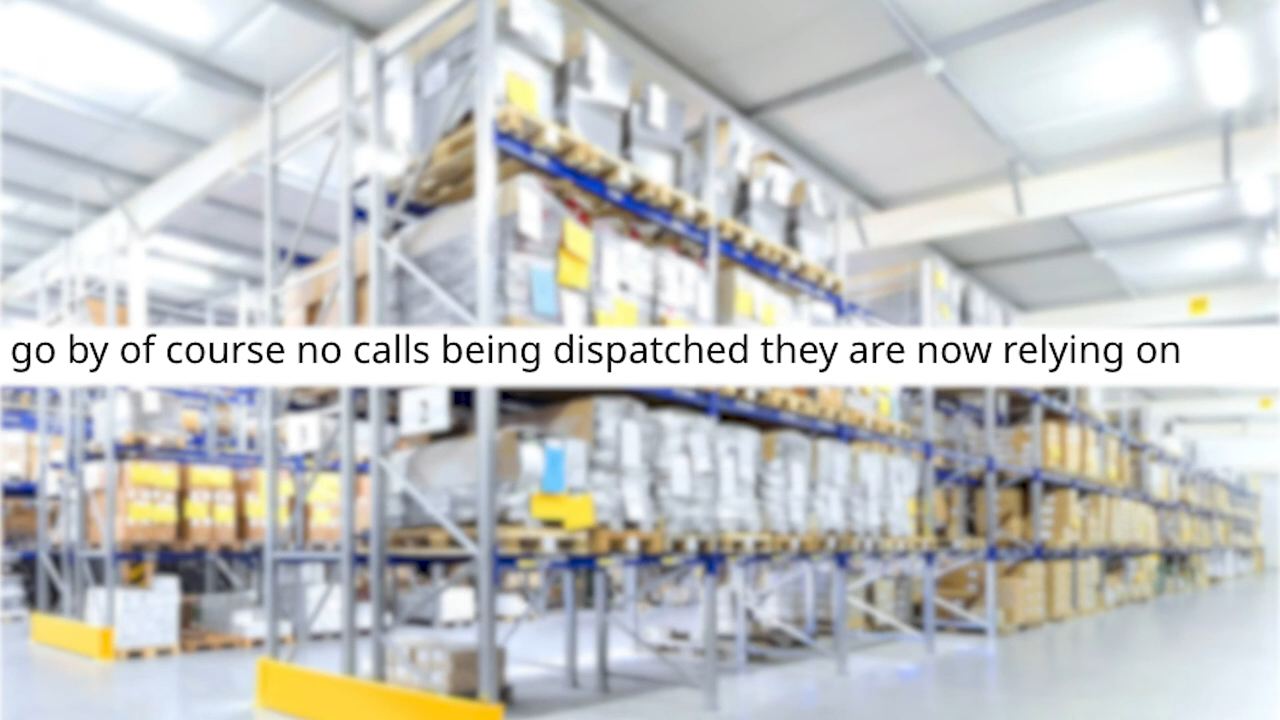 go by of course no calls being dispatched they are now relying on